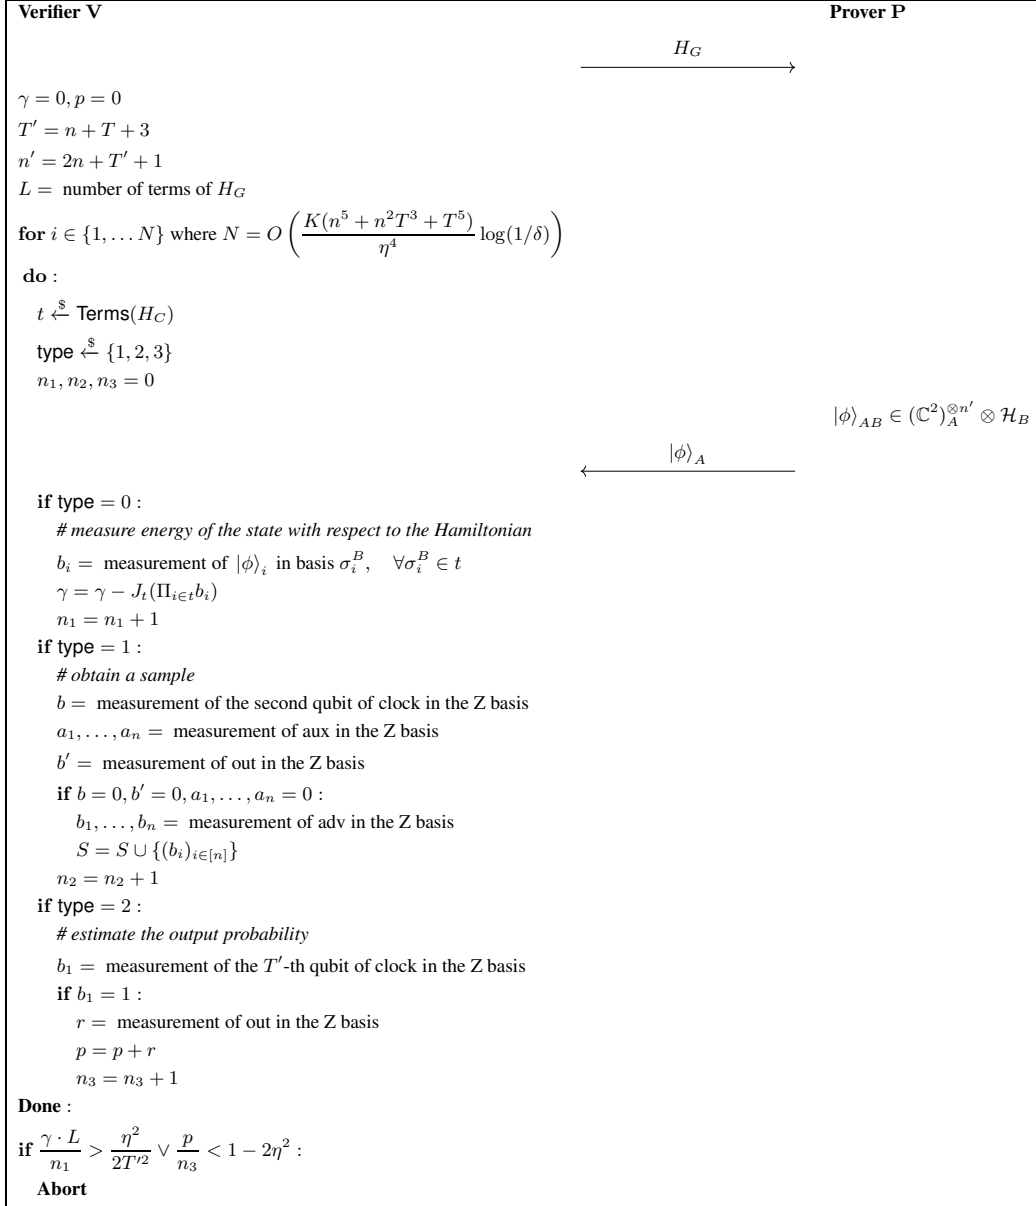 Verifier V Prover P
H_G
γ = 0, p = 0
T′ = n + T + 3
n′ = 2n + T′ + 1
L = number of terms of H_G
for i ∈ {1, … N} where N = O ( K(n^5 + n^2T^3 + T^5) / η^4 log(1/δ) )
do :
t ←$ Terms(H_C)
type ←$ {1, 2, 3}
n_1, n_2, n_3 = 0
|ϕ⟩_AB ∈ (ℂ^2)_A^{⊗n′} ⊗ ℋ_B
|ϕ⟩_A
if type = 0 :
# measure energy of the state with respect to the Hamiltonian
b_i = measurement of |ϕ⟩_i in basis σ_i^B, ∀σ_i^B ∈ t
γ = γ − J_t(Π_{i∈t}b_i)
n_1 = n_1 + 1
if type = 1 :
# obtain a sample
b = measurement of the second qubit of clock in the Z basis
a_1, … , a_n = measurement of aux in the Z basis
b′ = measurement of out in the Z basis
if b = 0, b′ = 0, a_1, … , a_n = 0 :
b_1, … , b_n = measurement of adv in the Z basis
S = S ∪ {(b_i)_{i∈[n]}}
n_2 = n_2 + 1
if type = 2 :
# estimate the output probability
b_1 = measurement of the T′-th qubit of clock in the Z basis
if b_1 = 1 :
r = measurement of out in the Z basis
p = p + r
n_3 = n_3 + 1
Done :
if γ · L / n_1 > η^2 / 2T′^2 ∨ p / n_3 < 1 − 2η^2 :
Abort